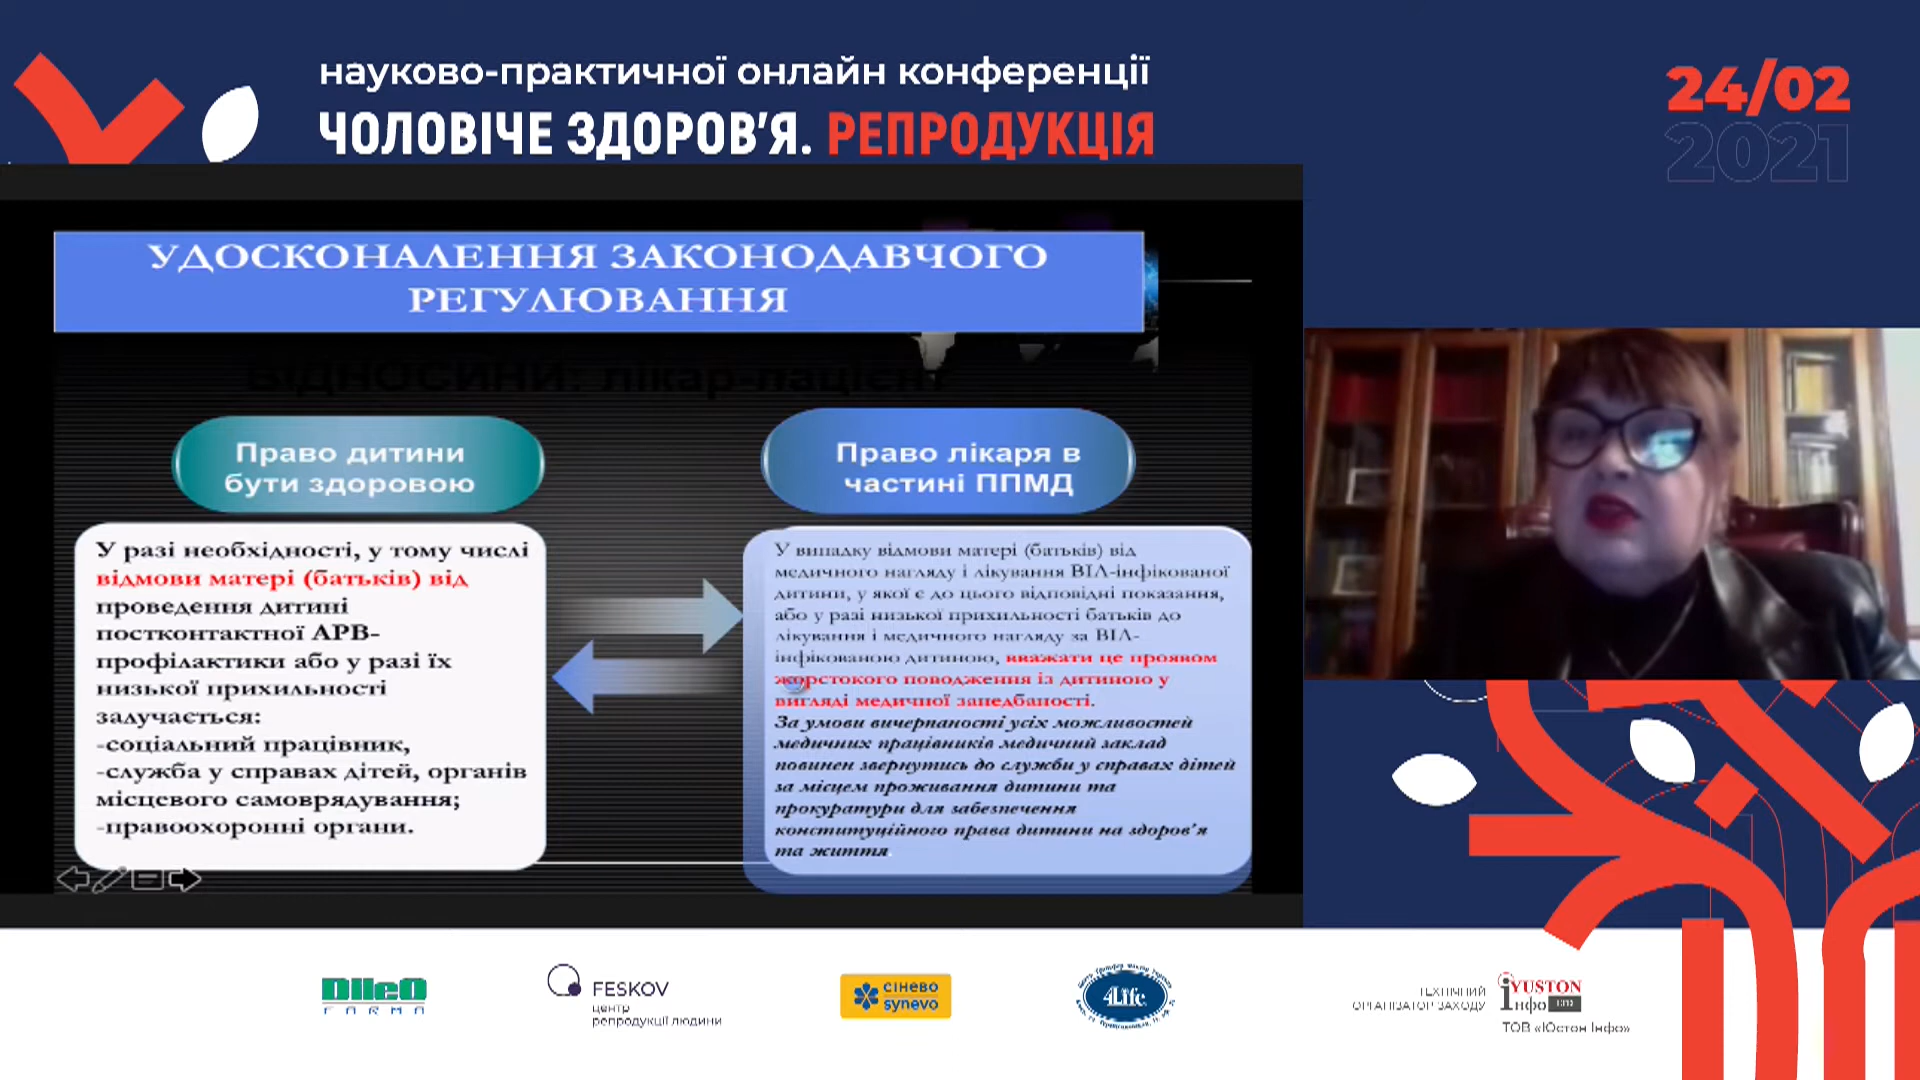 науково-практичної онлайн конференції
ЧОЛОВІЧЕ ЗДОРОВ'Я. РЕПРОДУКЦІЯ
24/02
2021
УДОСКОНАЛЕННЯ ЗАКОНОДАВЧОГО
РЕГУЛЮВАННЯ
ВІДНОСИНИ: лікар-пацієнт
Право дитини
бути здоровою
У разі необхідності, у тому числі
відмови матері (батьків) від
проведення дитині
постконтактної АРВ-
профілактики або у разі їх
низької прихильності
залучається:
-соціальний працівник,
-служба у справах дітей, органів
місцевого самоврядування;
-правоохоронні органи.
Право лікаря в
частині ППМД
У випадку відмови матері (батьків) від
медичного нагляду і лікування ВІЛ-інфікованої
дитини, у якої є до цього відповідні показання,
або у разі низької прихильності батьків до
лікування і медичного нагляду за ВІЛ-
інфікованою дитиною, вважати це проявом
жорстокого поводження із дитиною у
вигляді медичної занедбаності.
За умови вичерпаності усіх можливостей
медичних працівників медичний заклад
повинен звернутись до служби у справах дітей
за місцем проживання дитини та
прокуратури для забезпечення
конституційного права дитини на здоров'я
та життя.
DILEO
FARMA
FESKOV
центр
репродукції людини
сінево
synevo
4Life
ТЕХНІЧНИЙ
ОРГАНІЗАТОР ЗАХОДУ
YUSTON
Інфо
ТОВ «Юстон Інфо»